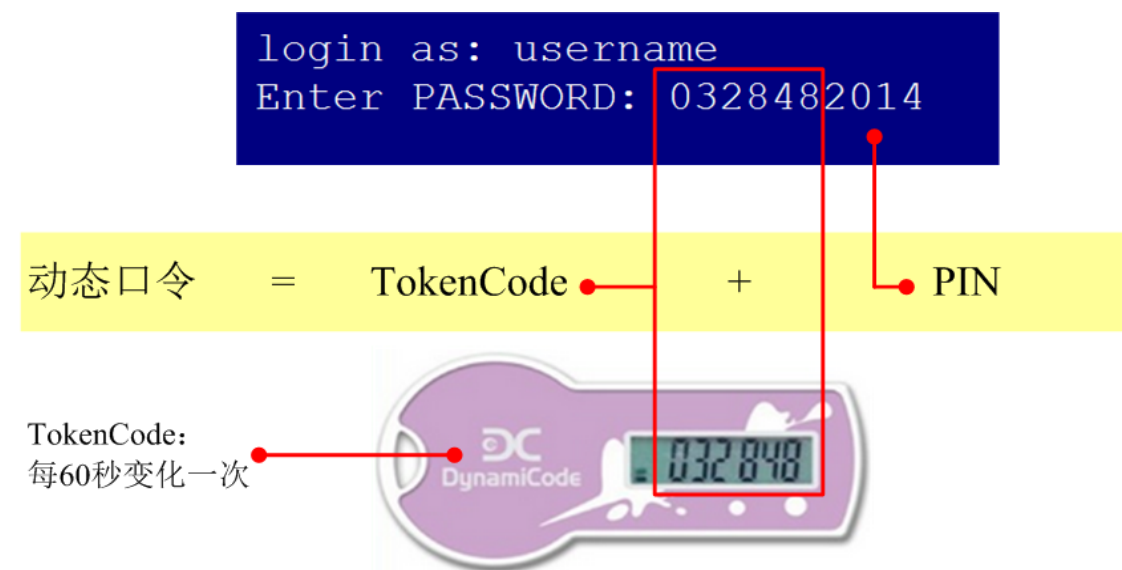 login as: username
Enter PASSWORD: 0328482014
动态口令 = TokenCode + PIN
TokenCode:
每60秒变化一次
DC
DynamiCode
032848